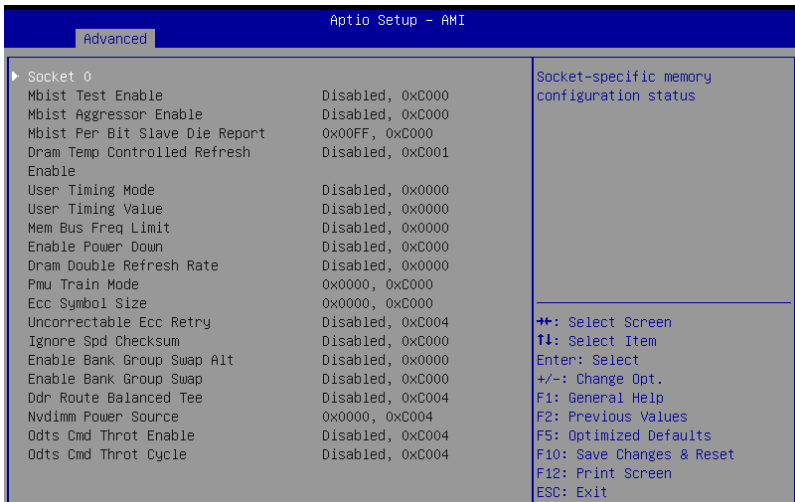 Aptio Setup - AMI
Advanced
Socket 0
Mbist Test Enable Disabled, 0xC000
Mbist Aggressor Enable Disabled, 0xC000
Mbist Per Bit Slave Die Report 0x00FF, 0xC000
Dram Temp Controlled Refresh Disabled, 0xC001
Enable
User Timing Mode Disabled, 0x0000
User Timing Value Disabled, 0x0000
Mem Bus Freq Limit Disabled, 0x0000
Enable Power Down Disabled, 0xC000
Dram Double Refresh Rate Disabled, 0x0000
Pmu Train Mode 0x0000, 0xC000
Ecc Symbol Size 0x0000, 0xC000
Uncorrectable Ecc Retry Disabled, 0xC004
Ignore Spd Checksum Disabled, 0xC000
Enable Bank Group Swap Alt Disabled, 0x0000
Enable Bank Group Swap Disabled, 0xC000
Ddr Route Balanced Tee Disabled, 0xC004
Nvdimm Power Source 0x0000, 0xC004
Odts Cmd Throt Enable Disabled, 0xC004
Odts Cmd Throt Cycle Disabled, 0xC004
Socket-specific memory
configuration status
→←: Select Screen
↑↓: Select Item
Enter: Select
+/-: Change Opt.
F1: General Help
F2: Previous Values
F5: Optimized Defaults
F10: Save Changes & Reset
F12: Print Screen
ESC: Exit